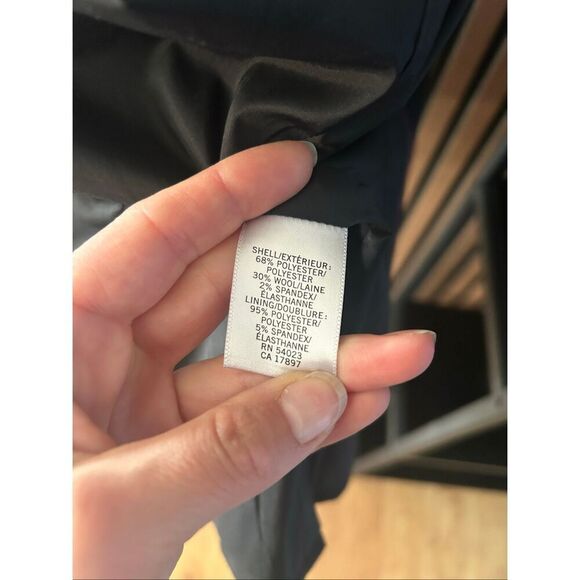 SHELL/EXTÉRIEUR:
68% POLYESTER/
POLYESTER
30% WOOL/LAINE
2% SPANDEX/
ÉLASTHANNE
LINING/DOUBLURE:
95% POLYESTER/
POLYESTER
5% SPANDEX/
ÉLASTHANNE
RN 54023
CA 17897